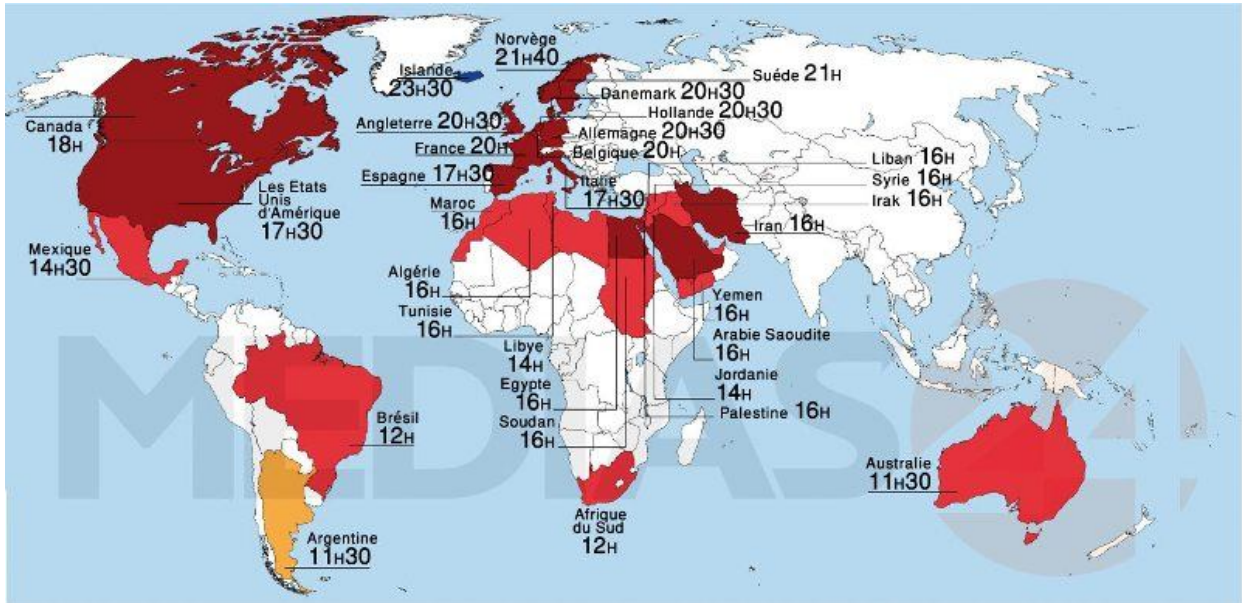 Norvège
21H40
Islande
23H30
Suéde 21H
Danemark 20H30
Hollande 20H30
Canada
18H
Angleterre 20H30
Allemagne 20H30
France 20H
Belgique 20H
Liban 16H
Espagne 17H30
Italie
17H30
Syrie 16H
Les Etats
Unis
d'Amérique
17H30
Maroc
16H
Irak 16H
Iran 16H
Mexique
14H30
Algérie
16H
Yemen
16H
Tunisie
16H
Arabie Saoudite
16H
Libye
14H
Jordanie
14H
Egypte
16H
Palestine 16H
Brésil
12H
Soudan
16H
MEDIAS 24
Australie
11H30
Afrique
du Sud
12H
Argentine
11H30